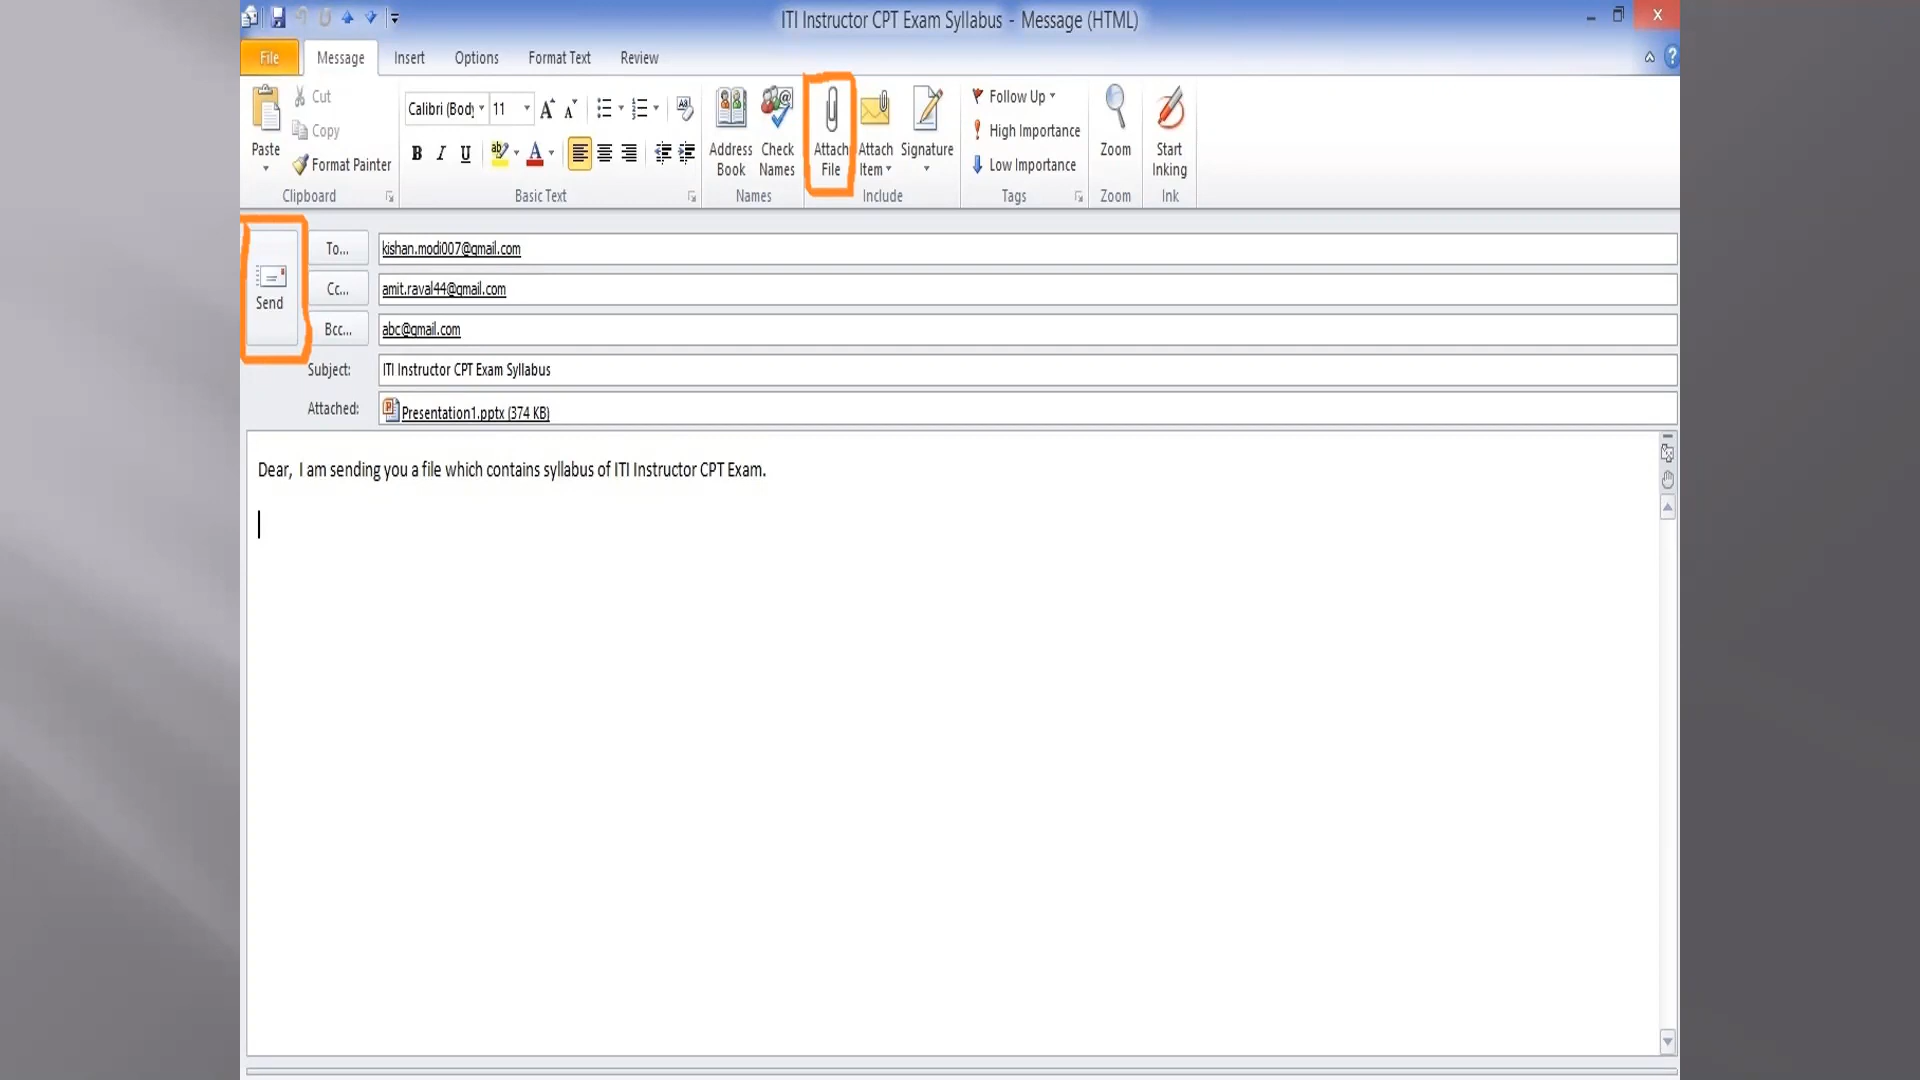 ITI Instructor CPT Exam Syllabus - Message (HTML)
File Message Insert Options Format Text Review
Paste
Cut
Copy
Format Painter
Clipboard
Calibri (Body 11
B I U
Basic Text
Address Book
Check Names
Names
Attach File
Attach Item
Signature
Include
Follow Up
High Importance
Low Importance
Tags
Zoom
Zoom
Start Inking
Ink
Send
To... kishan.modi007@gmail.com
Cc... amit.raval44@gmail.com
Bcc... abc@gmail.com
Subject: ITI Instructor CPT Exam Syllabus
Attached: Presentation1.pptx (374 KB)
Dear, I am sending you a file which contains syllabus of ITI Instructor CPT Exam.